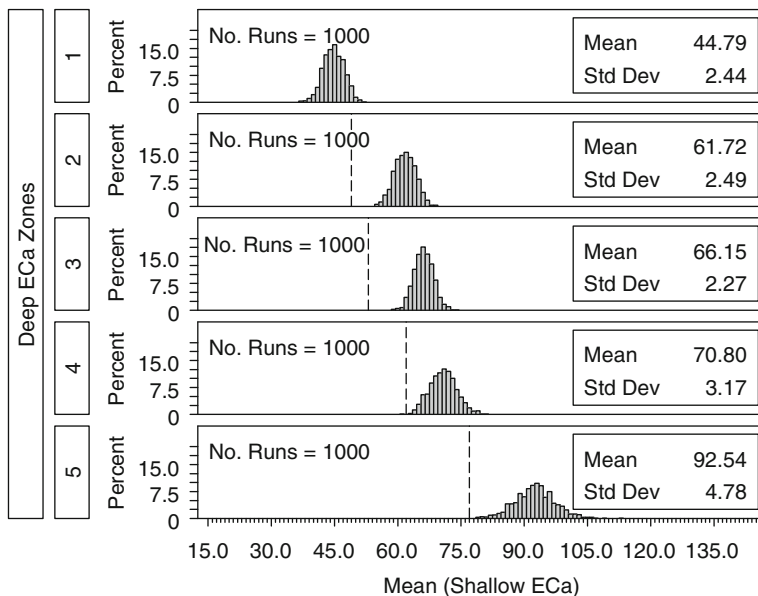 Deep ECa Zones
1
Percent
15.0
7.5
0
No. Runs = 1000
Mean 44.79
Std Dev 2.44
2
Percent
15.0
7.5
0
No. Runs = 1000
Mean 61.72
Std Dev 2.49
3
Percent
15.0
7.5
0
No. Runs = 1000
Mean 66.15
Std Dev 2.27
4
Percent
15.0
7.5
0
No. Runs = 1000
Mean 70.80
Std Dev 3.17
5
Percent
15.0
7.5
0
No. Runs = 1000
Mean 92.54
Std Dev 4.78
15.0 30.0 45.0 60.0 75.0 90.0 105.0 120.0 135.0
Mean (Shallow ECa)